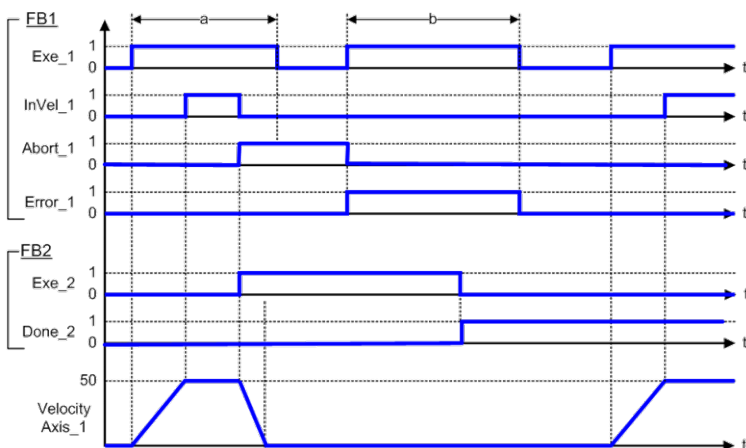 FB1
a
b
Exe_1
1
0
t
InVel_1
1
0
t
Abort_1
1
0
t
Error_1
1
0
t
FB2
Exe_2
1
0
t
Done_2
1
0
t
50
Velocity
Axis_1
0
t